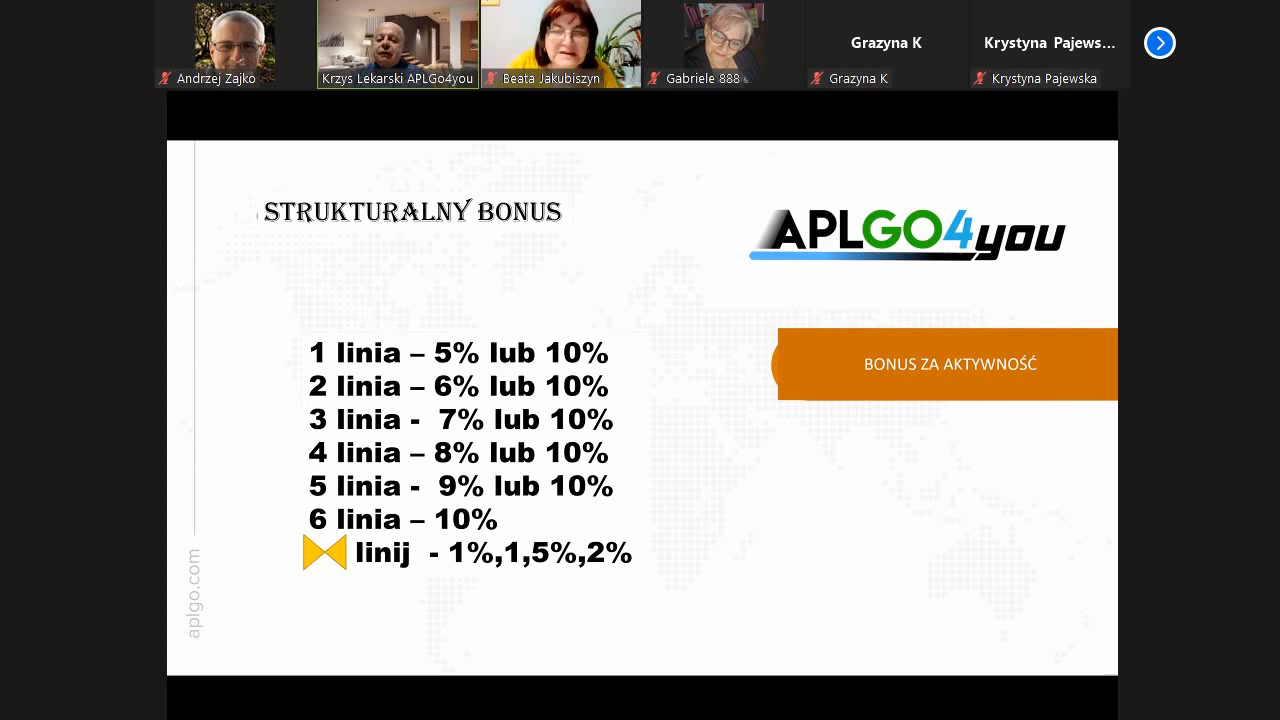 Grazyna K
Krystyna Pajews...
Andrzej Zajko
Krzys Lekarski APLGo4you
Beata Jakubiszyn
Gabriele 888
Grazyna K
Krystyna Pajewska
STRUKTURALNY BONUS
APLGO4you
BONUS ZA AKTYWNOŚĆ
1 linia – 5% lub 10%
2 linia – 6% lub 10%
3 linia - 7% lub 10%
4 linia – 8% lub 10%
5 linia - 9% lub 10%
6 linia – 10%
linij - 1%,1,5%,2%
aplgo.com